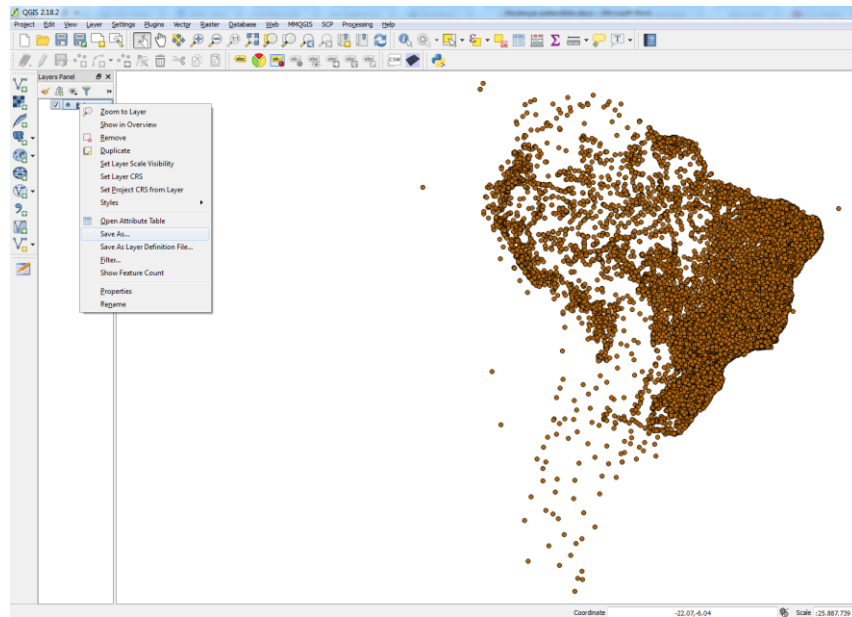 QGIS 2.18.2
Project Edit View Layer Settings Plugins Vector Raster Database Web MMQGIS SCP Processing Help
Layers Panel
Zoom to Layer
Show in Overview
Remove
Duplicate
Set Layer Scale Visibility
Set Layer CRS
Set Project CRS from Layer
Styles
Open Attribute Table
Save As...
Save As Layer Definition File...
Filter...
Show Feature Count
Properties
Rename
Coordinate -22.07,-6.04 Scale :25.887.739